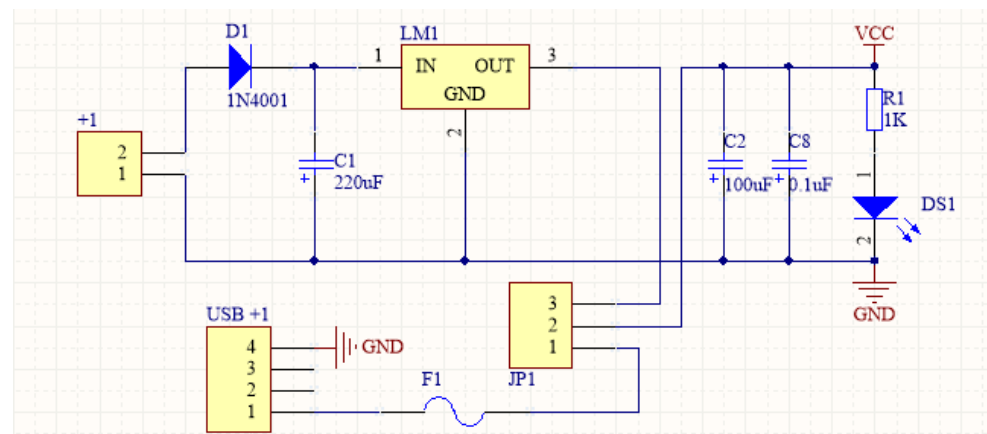 D1
1N4001
+1
2
1
+
C1
220uF
LM1
1
IN
OUT
3
GND
2
VCC
R1
1K
C2
+
100uF
C8
+
0.1uF
1
DS1
2
GND
USB +1
4
3
2
1
GND
F1
3
2
1
JP1